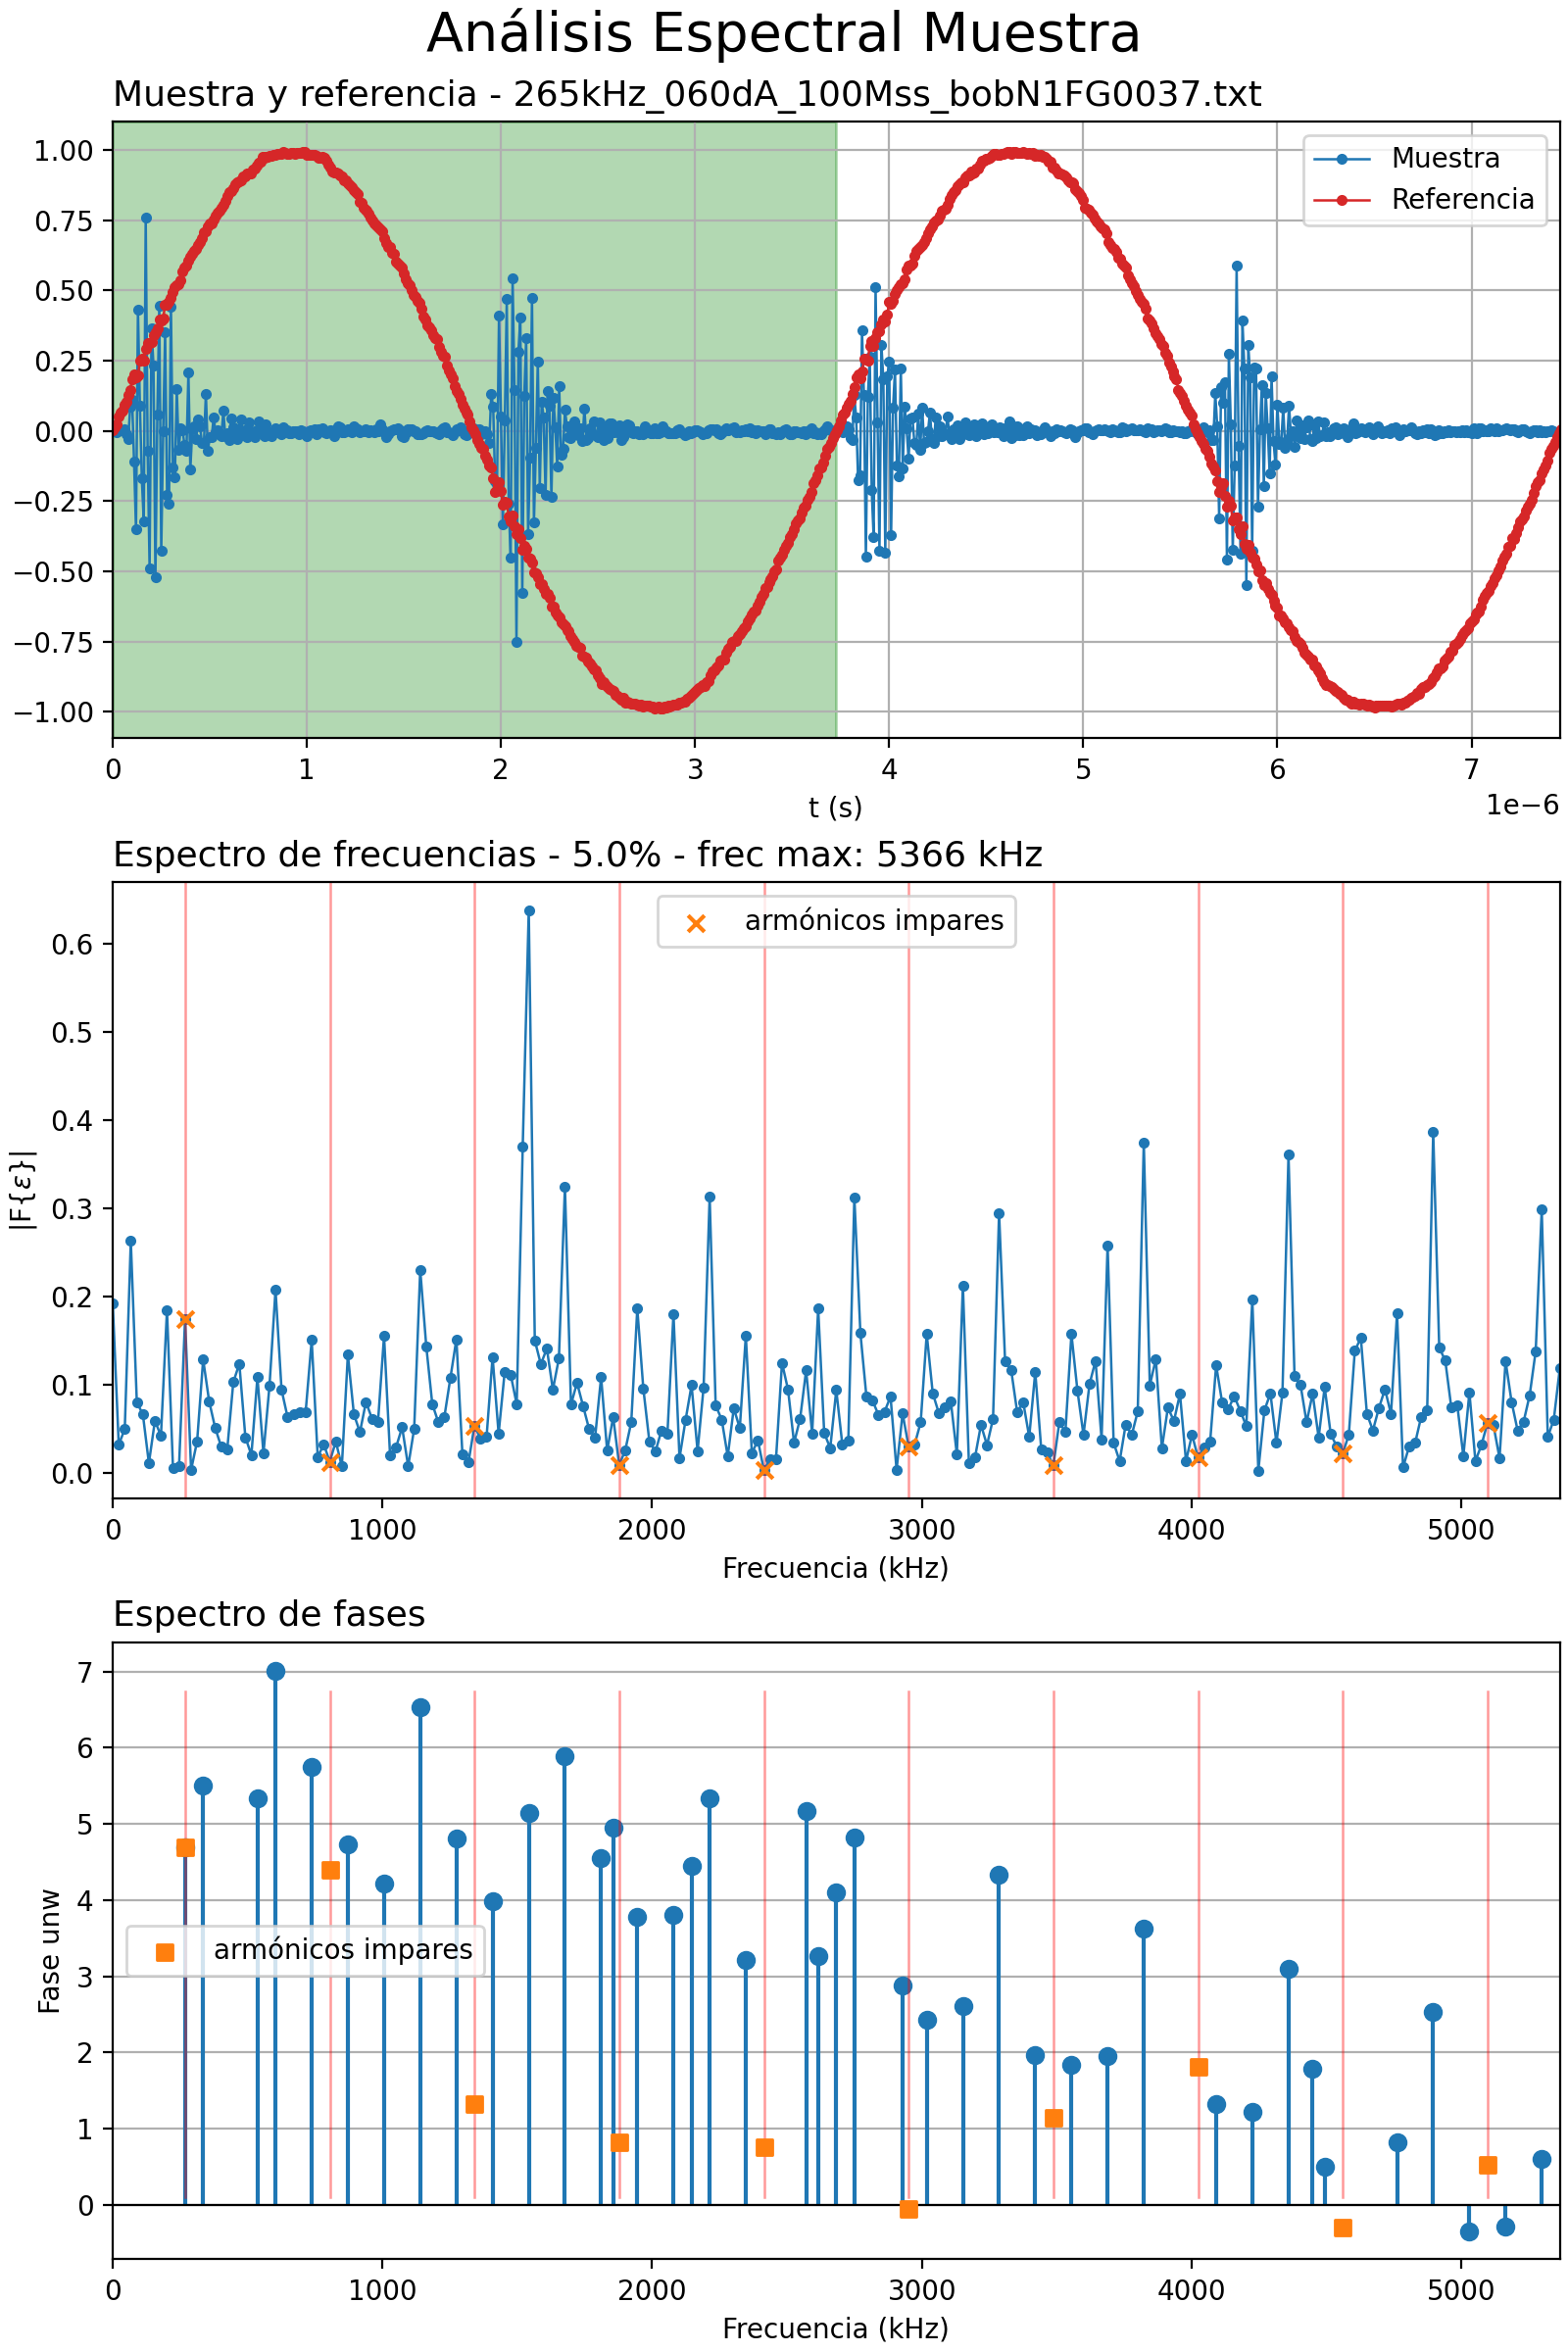 Análisis Espectral Muestra
Muestra y referencia - 265kHz_060dA_100Mss_bobN1FG0037.txt
Muestra
Referencia
1.00
0.75
0.50
0.25
0.00
−0.25
−0.50
−0.75
−1.00
0 1 2 3 4 5 6 7
t (s)
1e−6
Espectro de frecuencias - 5.0% - frec max: 5366 kHz
armónicos impares
|F{ε}|
0.6
0.5
0.4
0.3
0.2
0.1
0.0
0 1000 2000 3000 4000 5000
Frecuencia (kHz)
Espectro de fases
armónicos impares
Fase unw
7
6
5
4
3
2
1
0
0 1000 2000 3000 4000 5000
Frecuencia (kHz)